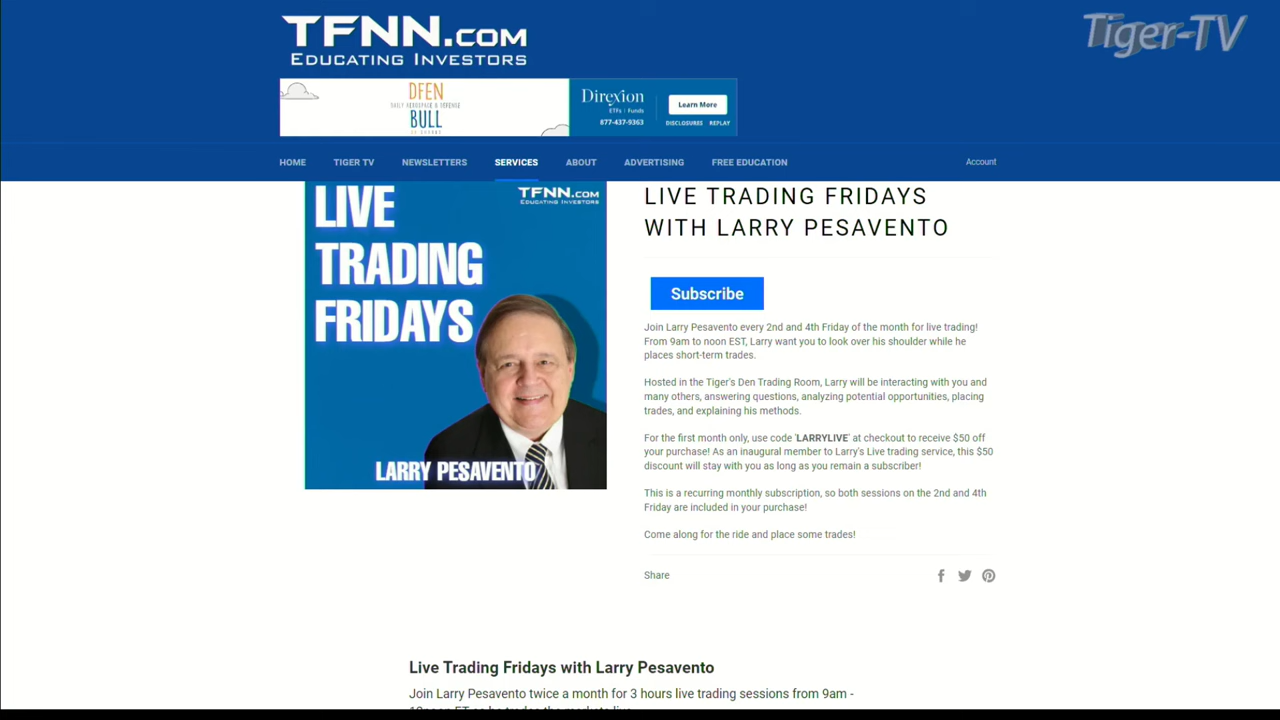 TFNN.COM
EDUCATING INVESTORS
Tiger-TV
DFEN
DAILY AEROSPACE & DEFENSE
BULL
Direxion
ETFs | Funds
877-437-9363
Learn More
DISCLOSURES REPLAY
HOME TIGER TV NEWSLETTERS SERVICES ABOUT ADVERTISING FREE EDUCATION Account
LIVE
TRADING
FRIDAYS
TFNN.COM
EDUCATING INVESTORS
LARRY PESAVENTO
LIVE TRADING FRIDAYS
WITH LARRY PESAVENTO
Subscribe
Join Larry Pesavento every 2nd and 4th Friday of the month for live trading!
From 9am to noon EST, Larry want you to look over his shoulder while he
places short-term trades.
Hosted in the Tiger's Den Trading Room, Larry will be interacting with you and
many others, answering questions, analyzing potential opportunities, placing
trades, and explaining his methods.
For the first month only, use code 'LARRYLIVE' at checkout to receive $50 off
your purchase! As an inaugural member to Larry's Live trading service, this $50
discount will stay with you as long as you remain a subscriber!
This is a recurring monthly subscription, so both sessions on the 2nd and 4th
Friday are included in your purchase!
Come along for the ride and place some trades!
Share
Live Trading Fridays with Larry Pesavento
Join Larry Pesavento twice a month for 3 hours live trading sessions from 9am -